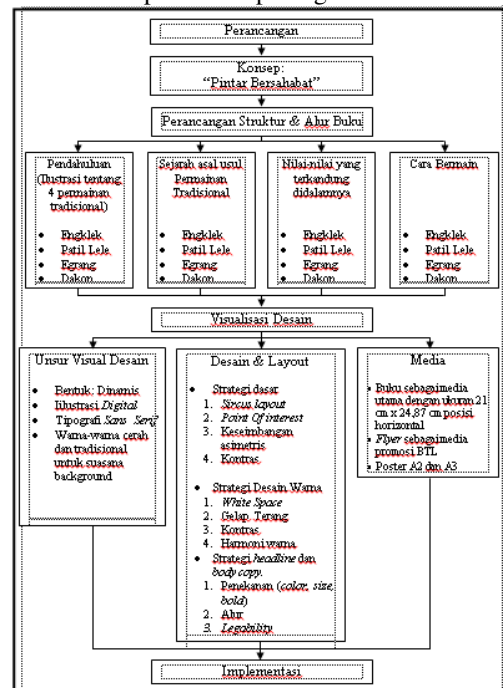 Perancangan
Konsep:
"Pintar Bersahabat"
Perancangan Struktur & Alur Buku
Pendahuluan
(Ilustrasi tentang
4 permainan
tradisional)
• Engklek
• Patil Lele
• Egrang
• Dakon
Sejarah asal usul
Permainan
Tradisional
• Engklek
• Patil Lele
• Egrang
• Dakon
Nilai-nilai yang
terkandung
didalamnya
• Engklek
• Patil Lele
• Egrang
• Dakon
Cara Bermain
• Engklek
• Patil Lele
• Egrang
• Dakon
Visualisasi Desain
Unsur Visual Desain
• Bentuk: Dinamis
• Ilustrasi Digital
• Tipografi Sans Serif
• Warna-warna cerah
dan tradisional
untuk suasana
background
Desain & Layout
• Strategi dasar
1. Sircus layout
2. Point Of interest
3. Keseimbangan
asimetris
4. Kontras
• Strategi Desain Warna
1. White Space
2. Gelap Terang
3. Kontras
4. Harmoni warna
• Strategi headline dan
body copy.
1. Penekanan (color, size,
bold)
2. Alur
3. Legability
Media
• Buku sebagai media
utama dengan ukuran 21
cm x 24,87 cm posisi
horizontal
• Flyer sebagai media
promosi BTL
• Poster A2 dan A3
Implementasi